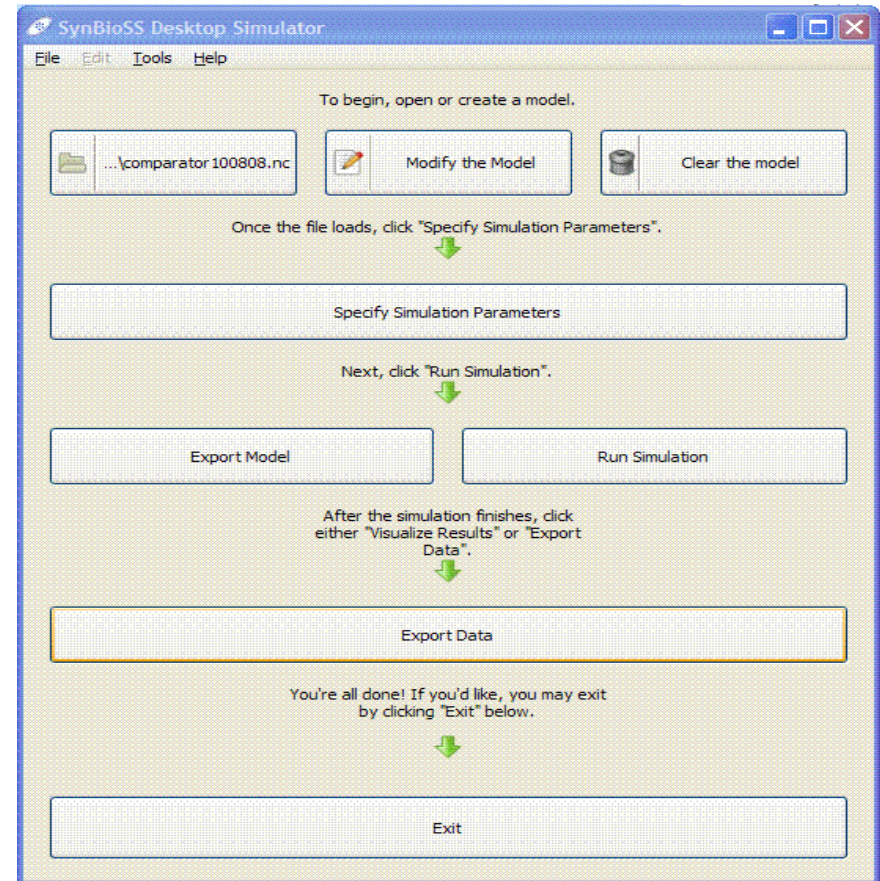 SynBioSS Desktop Simulator
File Edit Tools Help
To begin, open or create a model.
...\comparator100808.nc Modify the Model Clear the model
Once the file loads, click "Specify Simulation Parameters".
Specify Simulation Parameters
Next, click "Run Simulation".
Export Model Run Simulation
After the simulation finishes, click
either "Visualize Results" or "Export
Data".
Export Data
You're all done! If you'd like, you may exit
by clicking "Exit" below.
Exit